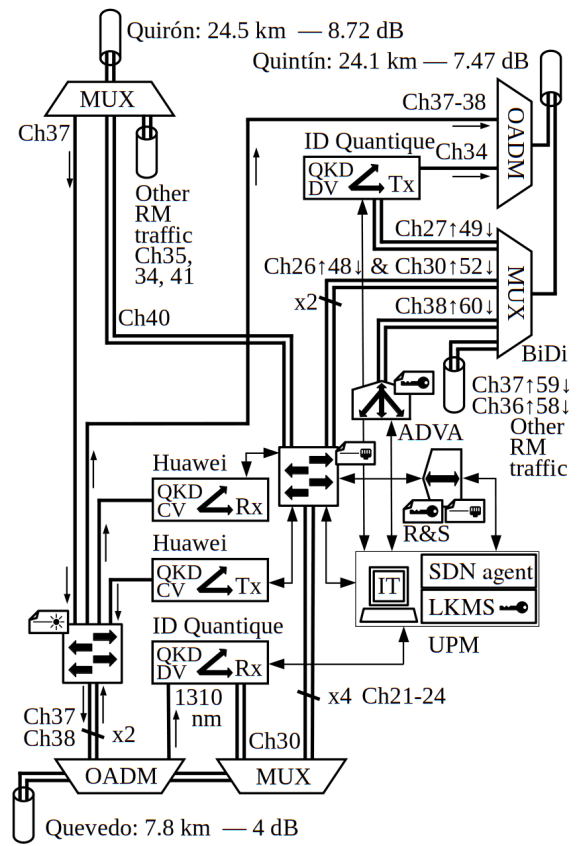 Quirón: 24.5 km — 8.72 dB
Quintín: 24.1 km — 7.47 dB
MUX
Ch37
Other
RM
traffic
Ch35,
34, 41
Ch40
Ch37-38
OADM
ID Quantique
QKD
DV
Tx
Ch34
Ch27↑49↓
Ch26↑48↓ & Ch30↑52↓
x2
MUX
Ch38↑60↓
BiDi
Ch37↑59↓
Ch36↑58↓
Other
RM
traffic
ADVA
Huawei
QKD
CV
Rx
R&S
Huawei
QKD
CV
Tx
IT
SDN agent
LKMS
UPM
ID Quantique
QKD
DV
Rx
1310
nm
x4 Ch21-24
Ch37
Ch38
x2
Ch30
OADM
MUX
Quevedo: 7.8 km — 4 dB